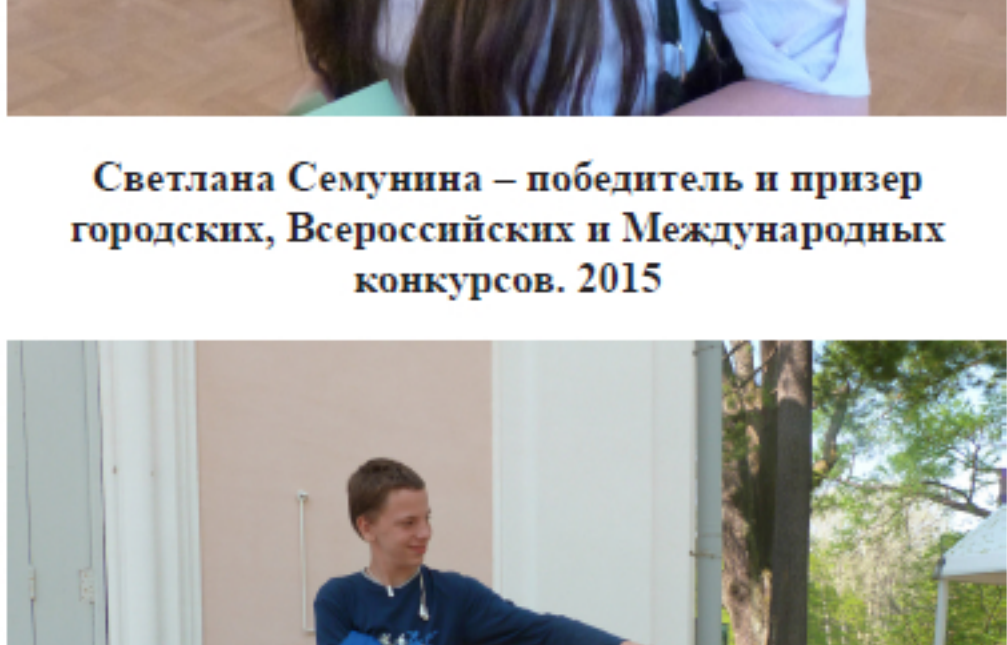 Светлана Семунина – победитель и призер
городских, Всероссийских и Международных
конкурсов. 2015